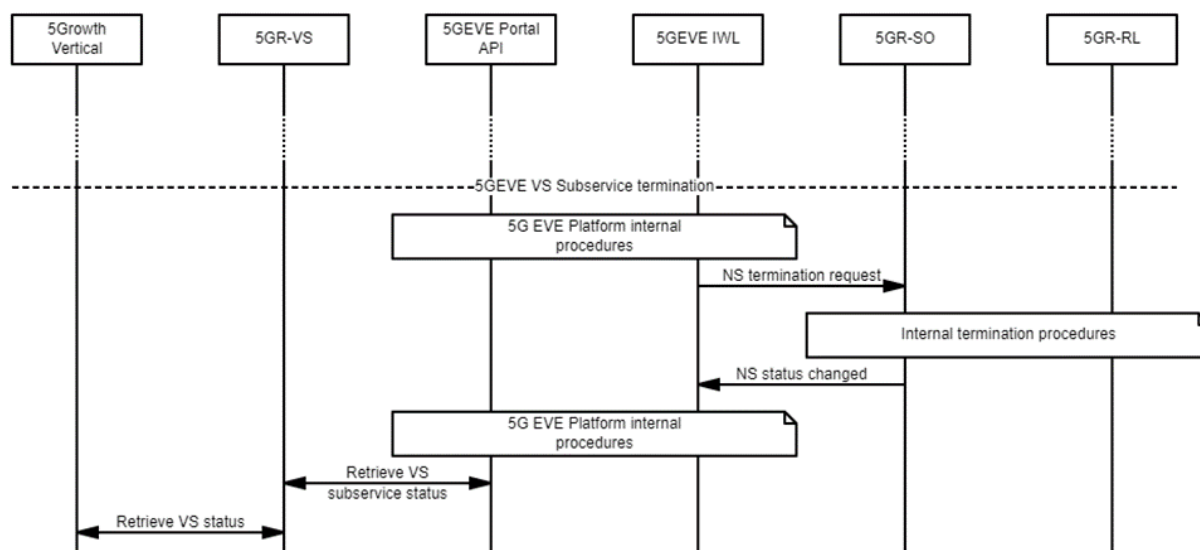 5Growth
Vertical
5GR-VS
5GEVE Portal
API
5GEVE IWL
5GR-SO
5GR-RL
5GEVE VS Subservice termination
5G EVE Platform internal
procedures
NS termination request
Internal termination procedures
NS status changed
5G EVE Platform internal
procedures
Retrieve VS
subservice status
Retrieve VS status